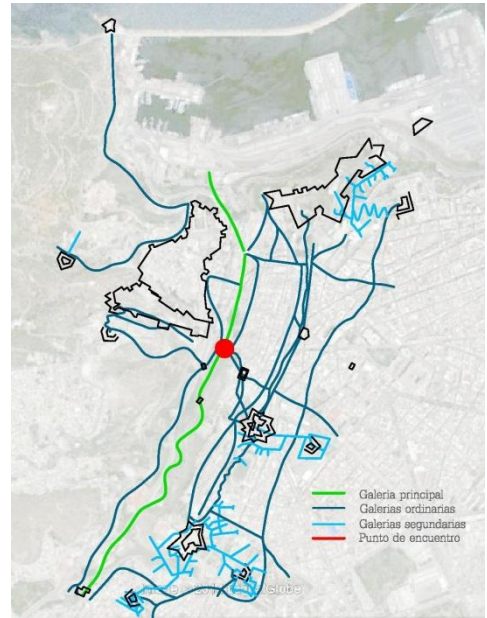 Galeria principal
Galerias ordinarias
Galerias segundarias
Punto de encuentro